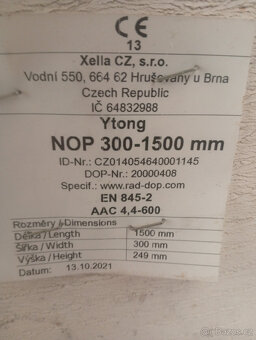 CE
13
Xella CZ, s.r.o.
Vodní 550, 664 62 Hrušovany u Brna
Czech Republic
IČ 64832988
Ytong
NOP 300-1500 mm
ID-Nr.: CZ014054640001145
DOP-Nr.: 20000408
Specif.: www.rad-dop.com
EN 845-2
AAC 4,4-600
Rozměry / Dimensions
Délka / Length 1500 mm
Šířka / Width 300 mm
Výška / Height 249 mm
Datum: 13.10.2021